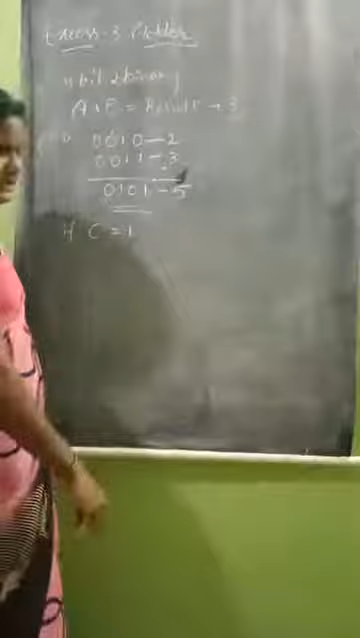 Excess-3 Adder
4 bit 2binary
A+B = Result + 3
0010 - 2
0011 - 3
0101 - 5
if C = 1